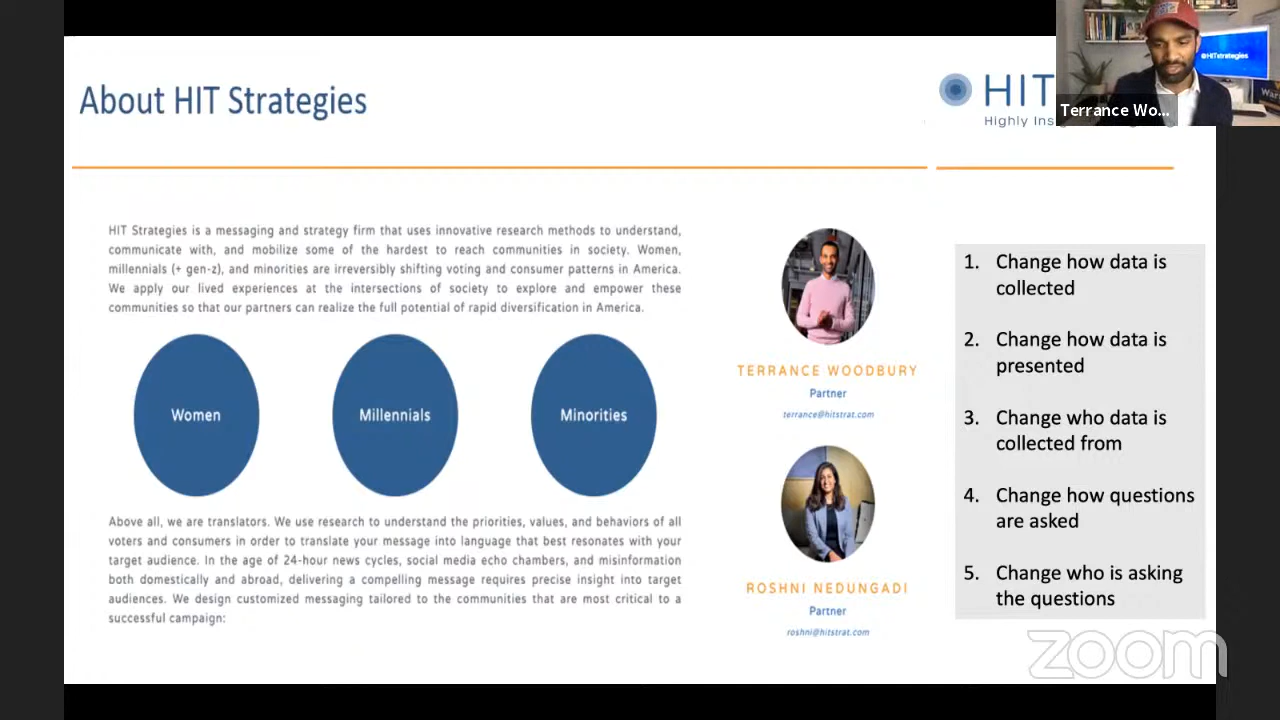 About HIT Strategies
HIT
Highly Ins
Terrance Wo...
@HITstrategies
HIT Strategies is a messaging and strategy firm that uses innovative research methods to understand,
communicate with, and mobilize some of the hardest to reach communities in society. Women,
millennials (+ gen-z), and minorities are irreversibly shifting voting and consumer patterns in America.
We apply our lived experiences at the intersections of society to explore and empower these
communities so that our partners can realize the full potential of rapid diversification in America.
Women
Millennials
Minorities
Above all, we are translators. We use research to understand the priorities, values, and behaviors of all
voters and consumers in order to translate your message into language that best resonates with your
target audience. In the age of 24-hour news cycles, social media echo chambers, and misinformation
both domestically and abroad, delivering a compelling message requires precise insight into target
audiences. We design customized messaging tailored to the communities that are most critical to a
successful campaign:
TERRANCE WOODBURY
Partner
terrance@hitstrat.com
ROSHNI NEDUNGADI
Partner
roshni@hitstrat.com
1. Change how data is
collected
2. Change how data is
presented
3. Change who data is
collected from
4. Change how questions
are asked
5. Change who is asking
the questions
zoom